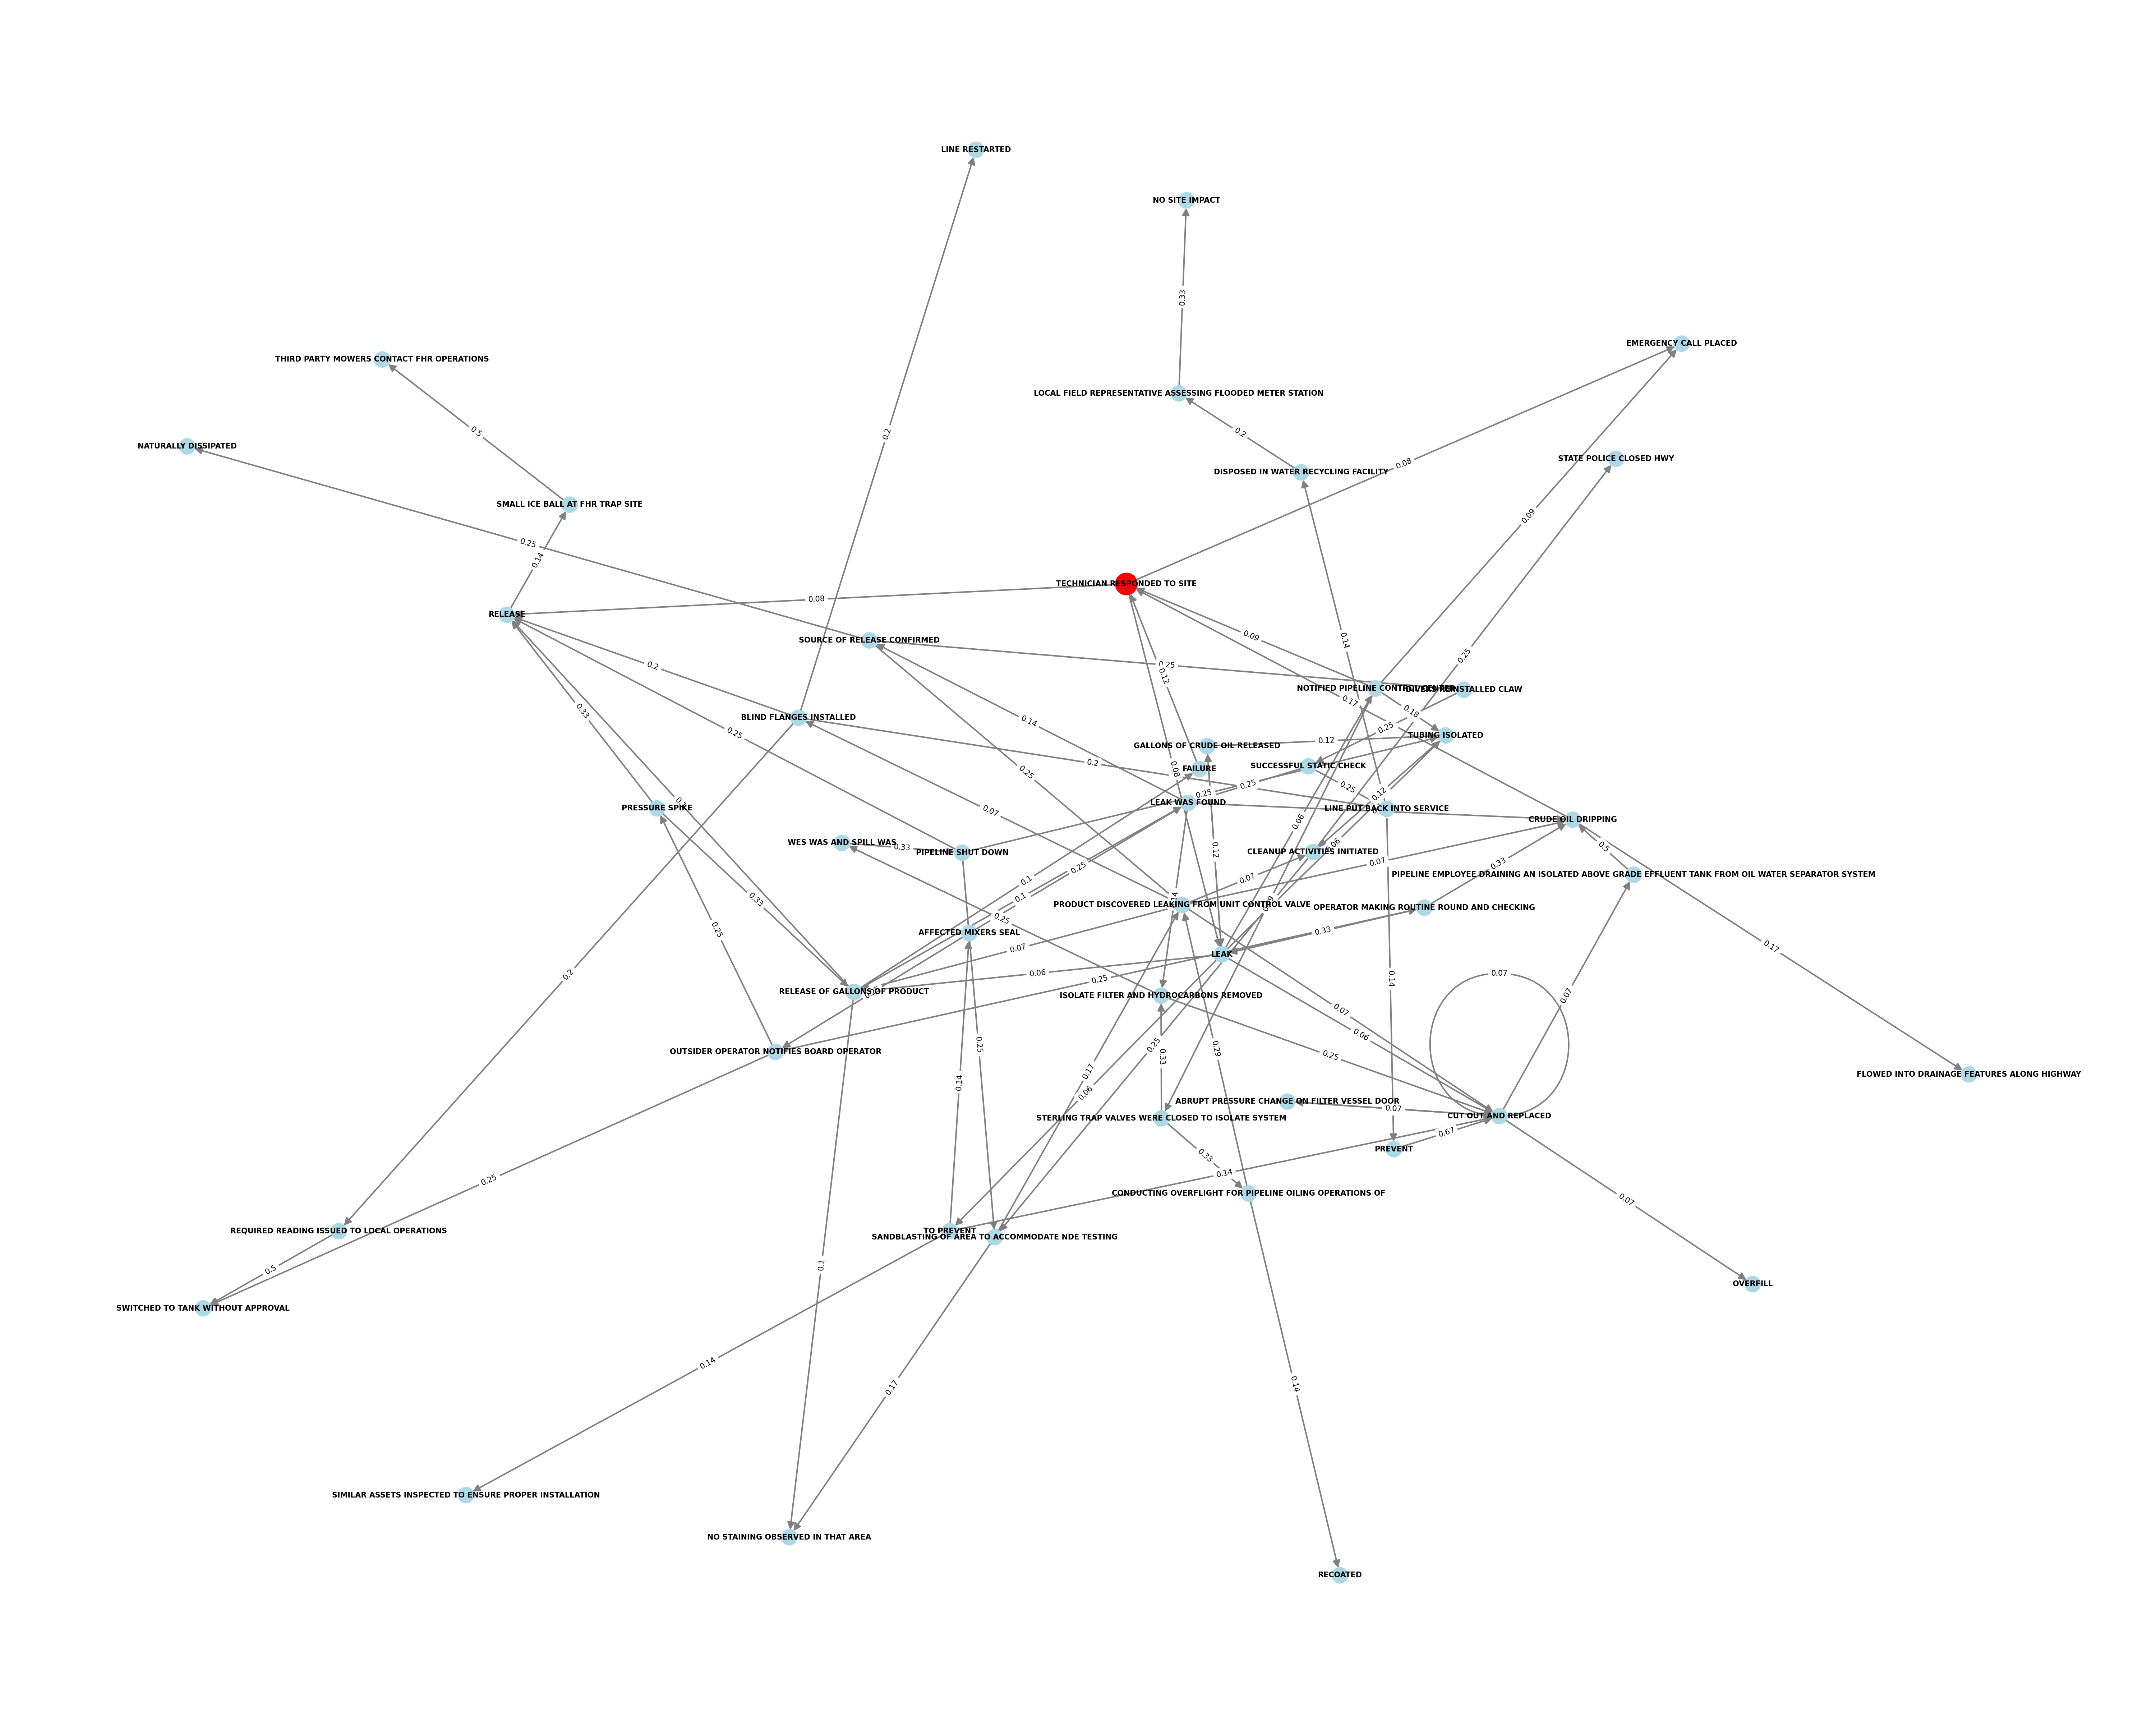 LINE RESTARTED
NO SITE IMPACT
0.33
EMERGENCY CALL PLACED
THIRD PARTY MOWERS CONTACT FHR OPERATIONS
LOCAL FIELD REPRESENTATIVE ASSESSING FLOODED METER STATION
0.5
0.2
0.2
NATURALLY DISSIPATED
STATE POLICE CLOSED HWY
0.08
DISPOSED IN WATER RECYCLING FACILITY
SMALL ICE BALL AT FHR TRAP SITE
0.09
0.25
0.14
TECHNICIAN RESPONDED TO SITE
0.08
RELEASE
0.09
SOURCE OF RELEASE CONFIRMED
0.14
0.25
0.2
0.25
0.12
NOTIFIED PIPELINE CONTROL CENTER
DIVERS REINSTALLED CLAW
0.17
0.33
0.18
BLIND FLANGES INSTALLED
0.14
0.25
0.25
TUBING ISOLATED
0.12
GALLONS OF CRUDE OIL RELEASED
0.2
SUCCESSFUL STATIC CHECK
FAILURE
0.08
0.25
0.25
0.25
0.25
0.25
0.12
LEAK WAS FOUND
PRESSURE SPIKE
LINE PUT BACK INTO SERVICE
0.07
CRUDE OIL DRIPPING
0.06
WES WAS AND SPILL WAS
0.33
0.06
0.5
PIPELINE SHUT DOWN
0.12
CLEANUP ACTIVITIES INITIATED
0.07
0.33
0.25
PIPELINE EMPLOYEE DRAINING AN ISOLATED ABOVE GRADE EFFLUENT TANK FROM OIL WATER SEPARATOR SYSTEM
0.1
0.07
0.33
0.1
PRODUCT DISCOVERED LEAKING FROM UNIT CONTROL VALVE
OPERATOR MAKING ROUTINE ROUND AND CHECKING
0.25
0.25
0.33
AFFECTED MIXERS SEAL
0.07
0.17
LEAK
0.06
0.25
0.14
RELEASE OF GALLONS OF PRODUCT
ISOLATE FILTER AND HYDROCARBONS REMOVED
0.07
0.07
0.07
0.06
0.25
0.29
0.25
0.25
0.33
OUTSIDER OPERATOR NOTIFIES BOARD OPERATOR
0.25
0.17
FLOWED INTO DRAINAGE FEATURES ALONG HIGHWAY
0.14
0.06
ABRUPT PRESSURE CHANGE ON FILTER VESSEL DOOR
0.07
STERLING TRAP VALVES WERE CLOSED TO ISOLATE SYSTEM
CUT OUT AND REPLACED
0.67
PREVENT
0.33
0.14
0.25
CONDUCTING OVERFLIGHT FOR PIPELINE OILING OPERATIONS OF
0.07
REQUIRED READING ISSUED TO LOCAL OPERATIONS
TO PREVENT
SANDBLASTING OF AREA TO ACCOMMODATE NDE TESTING
0.1
0.5
OVERFILL
SWITCHED TO TANK WITHOUT APPROVAL
0.14
0.17
0.14
SIMILAR ASSETS INSPECTED TO ENSURE PROPER INSTALLATION
NO STAINING OBSERVED IN THAT AREA
RECOATED